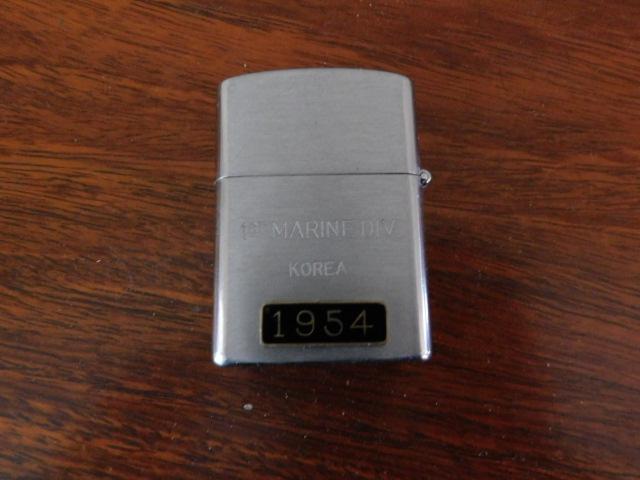 1ST MARINE DIV
KOREA
1954